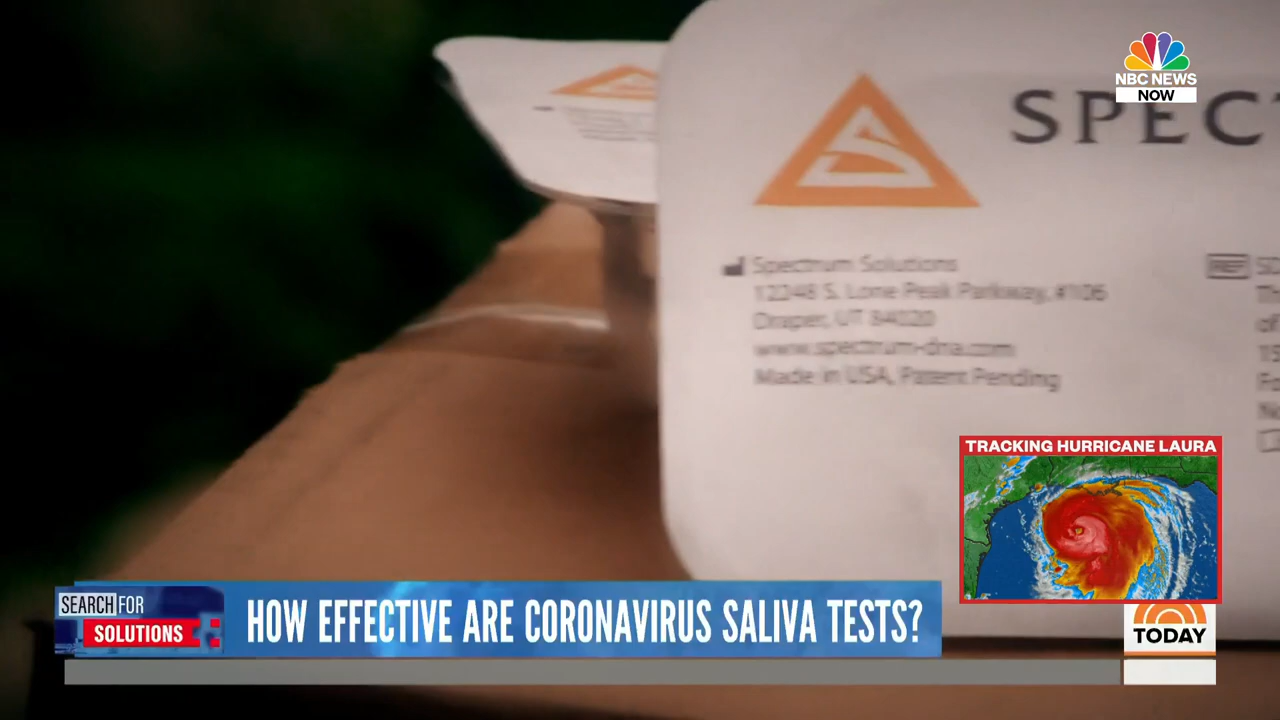 NBC NEWS
NOW
SPECT
Spectrum Solutions
12248 S. Lone Peak Parkway, #106
Draper, UT 84020
www.spectrum-dna.com
Made in USA, Patent Pending
REF
TRACKING HURRICANE LAURA
SEARCH FOR
SOLUTIONS
HOW EFFECTIVE ARE CORONAVIRUS SALIVA TESTS?
TODAY